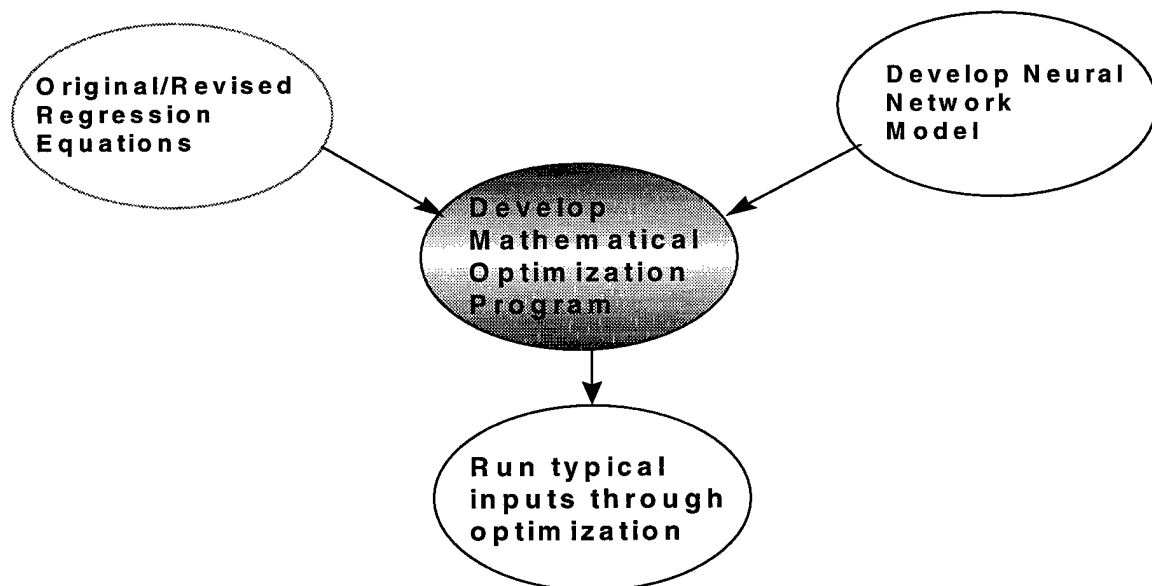 Original/Revised
Regression
Equations
Develop Neural
Network
Model
Develop
Mathematical
Optimization
Program
Run typical
inputs through
optimization